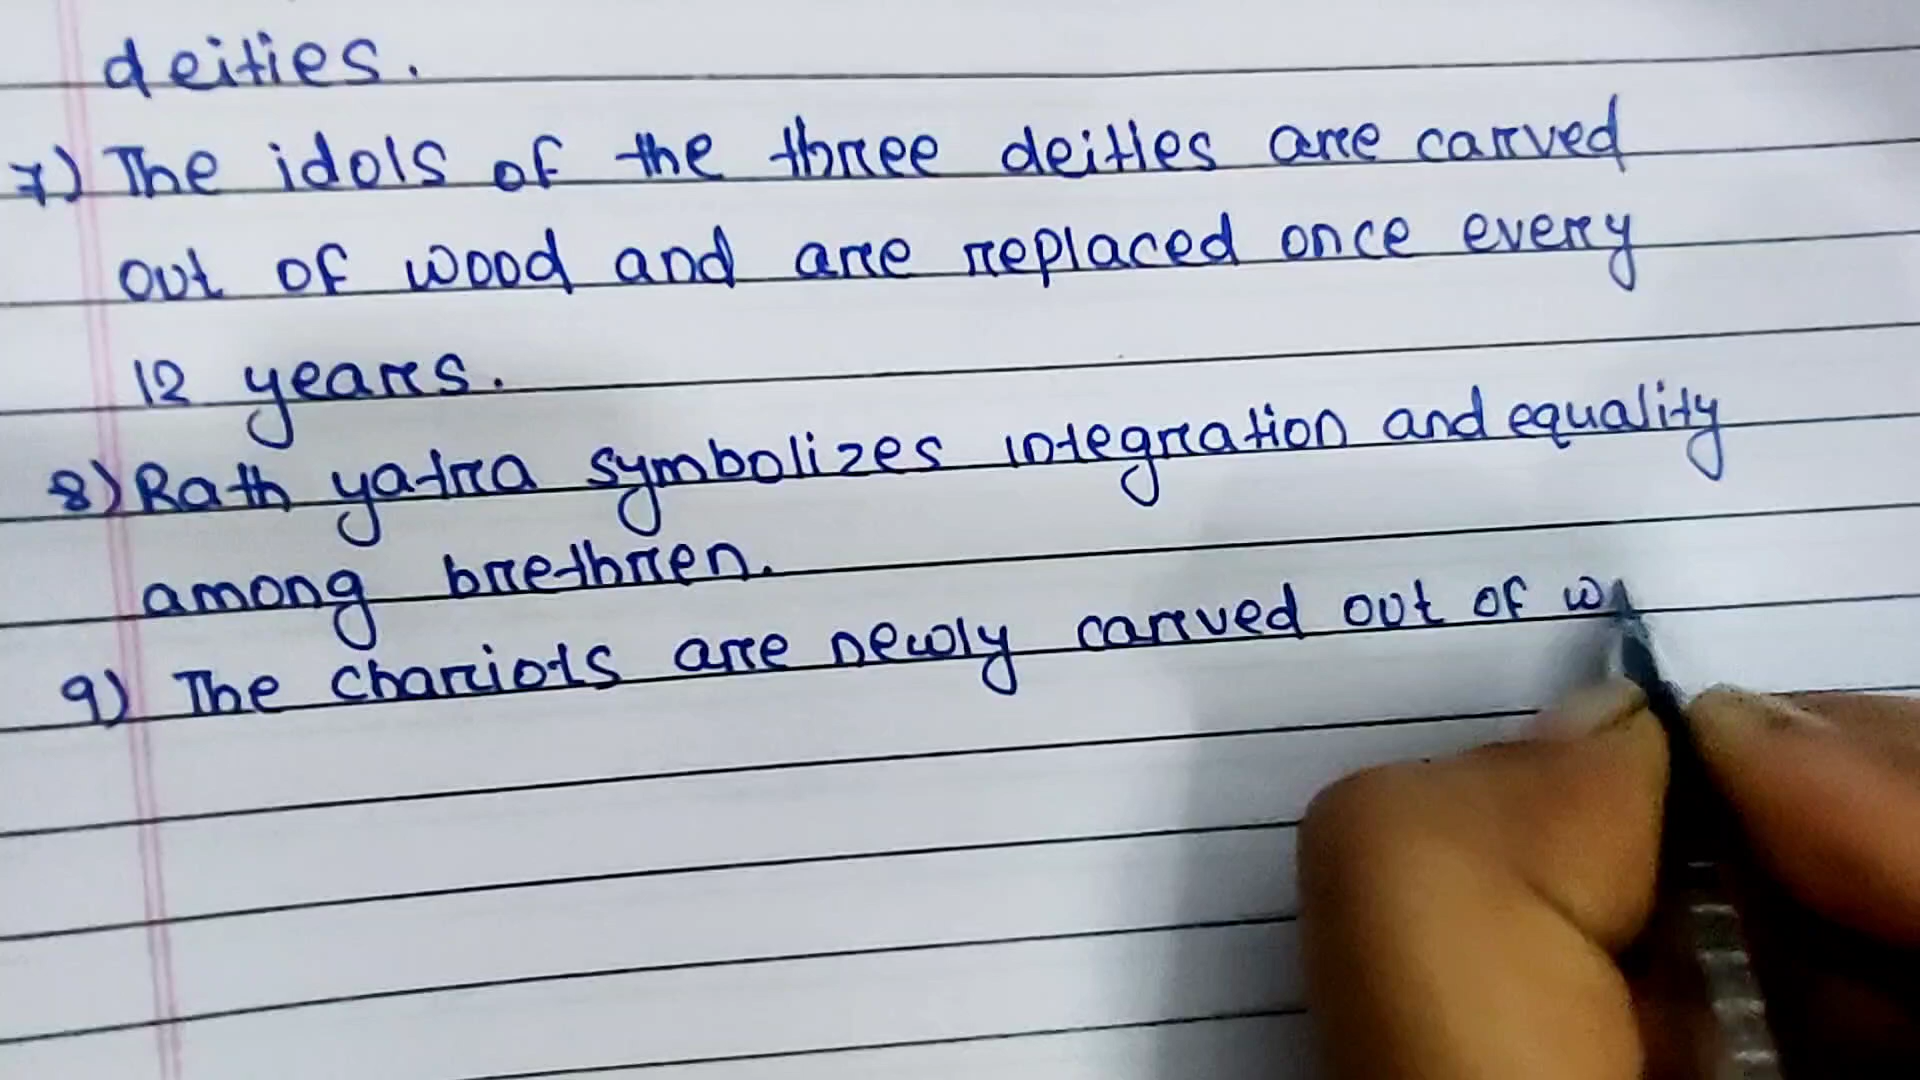 deities.
7) The idols of the three deities are carved
out of wood and are replaced once every
12 years.
8) Rath yatra symbolizes integration and equality
among brethren.
9) The chariots are newly carved out of